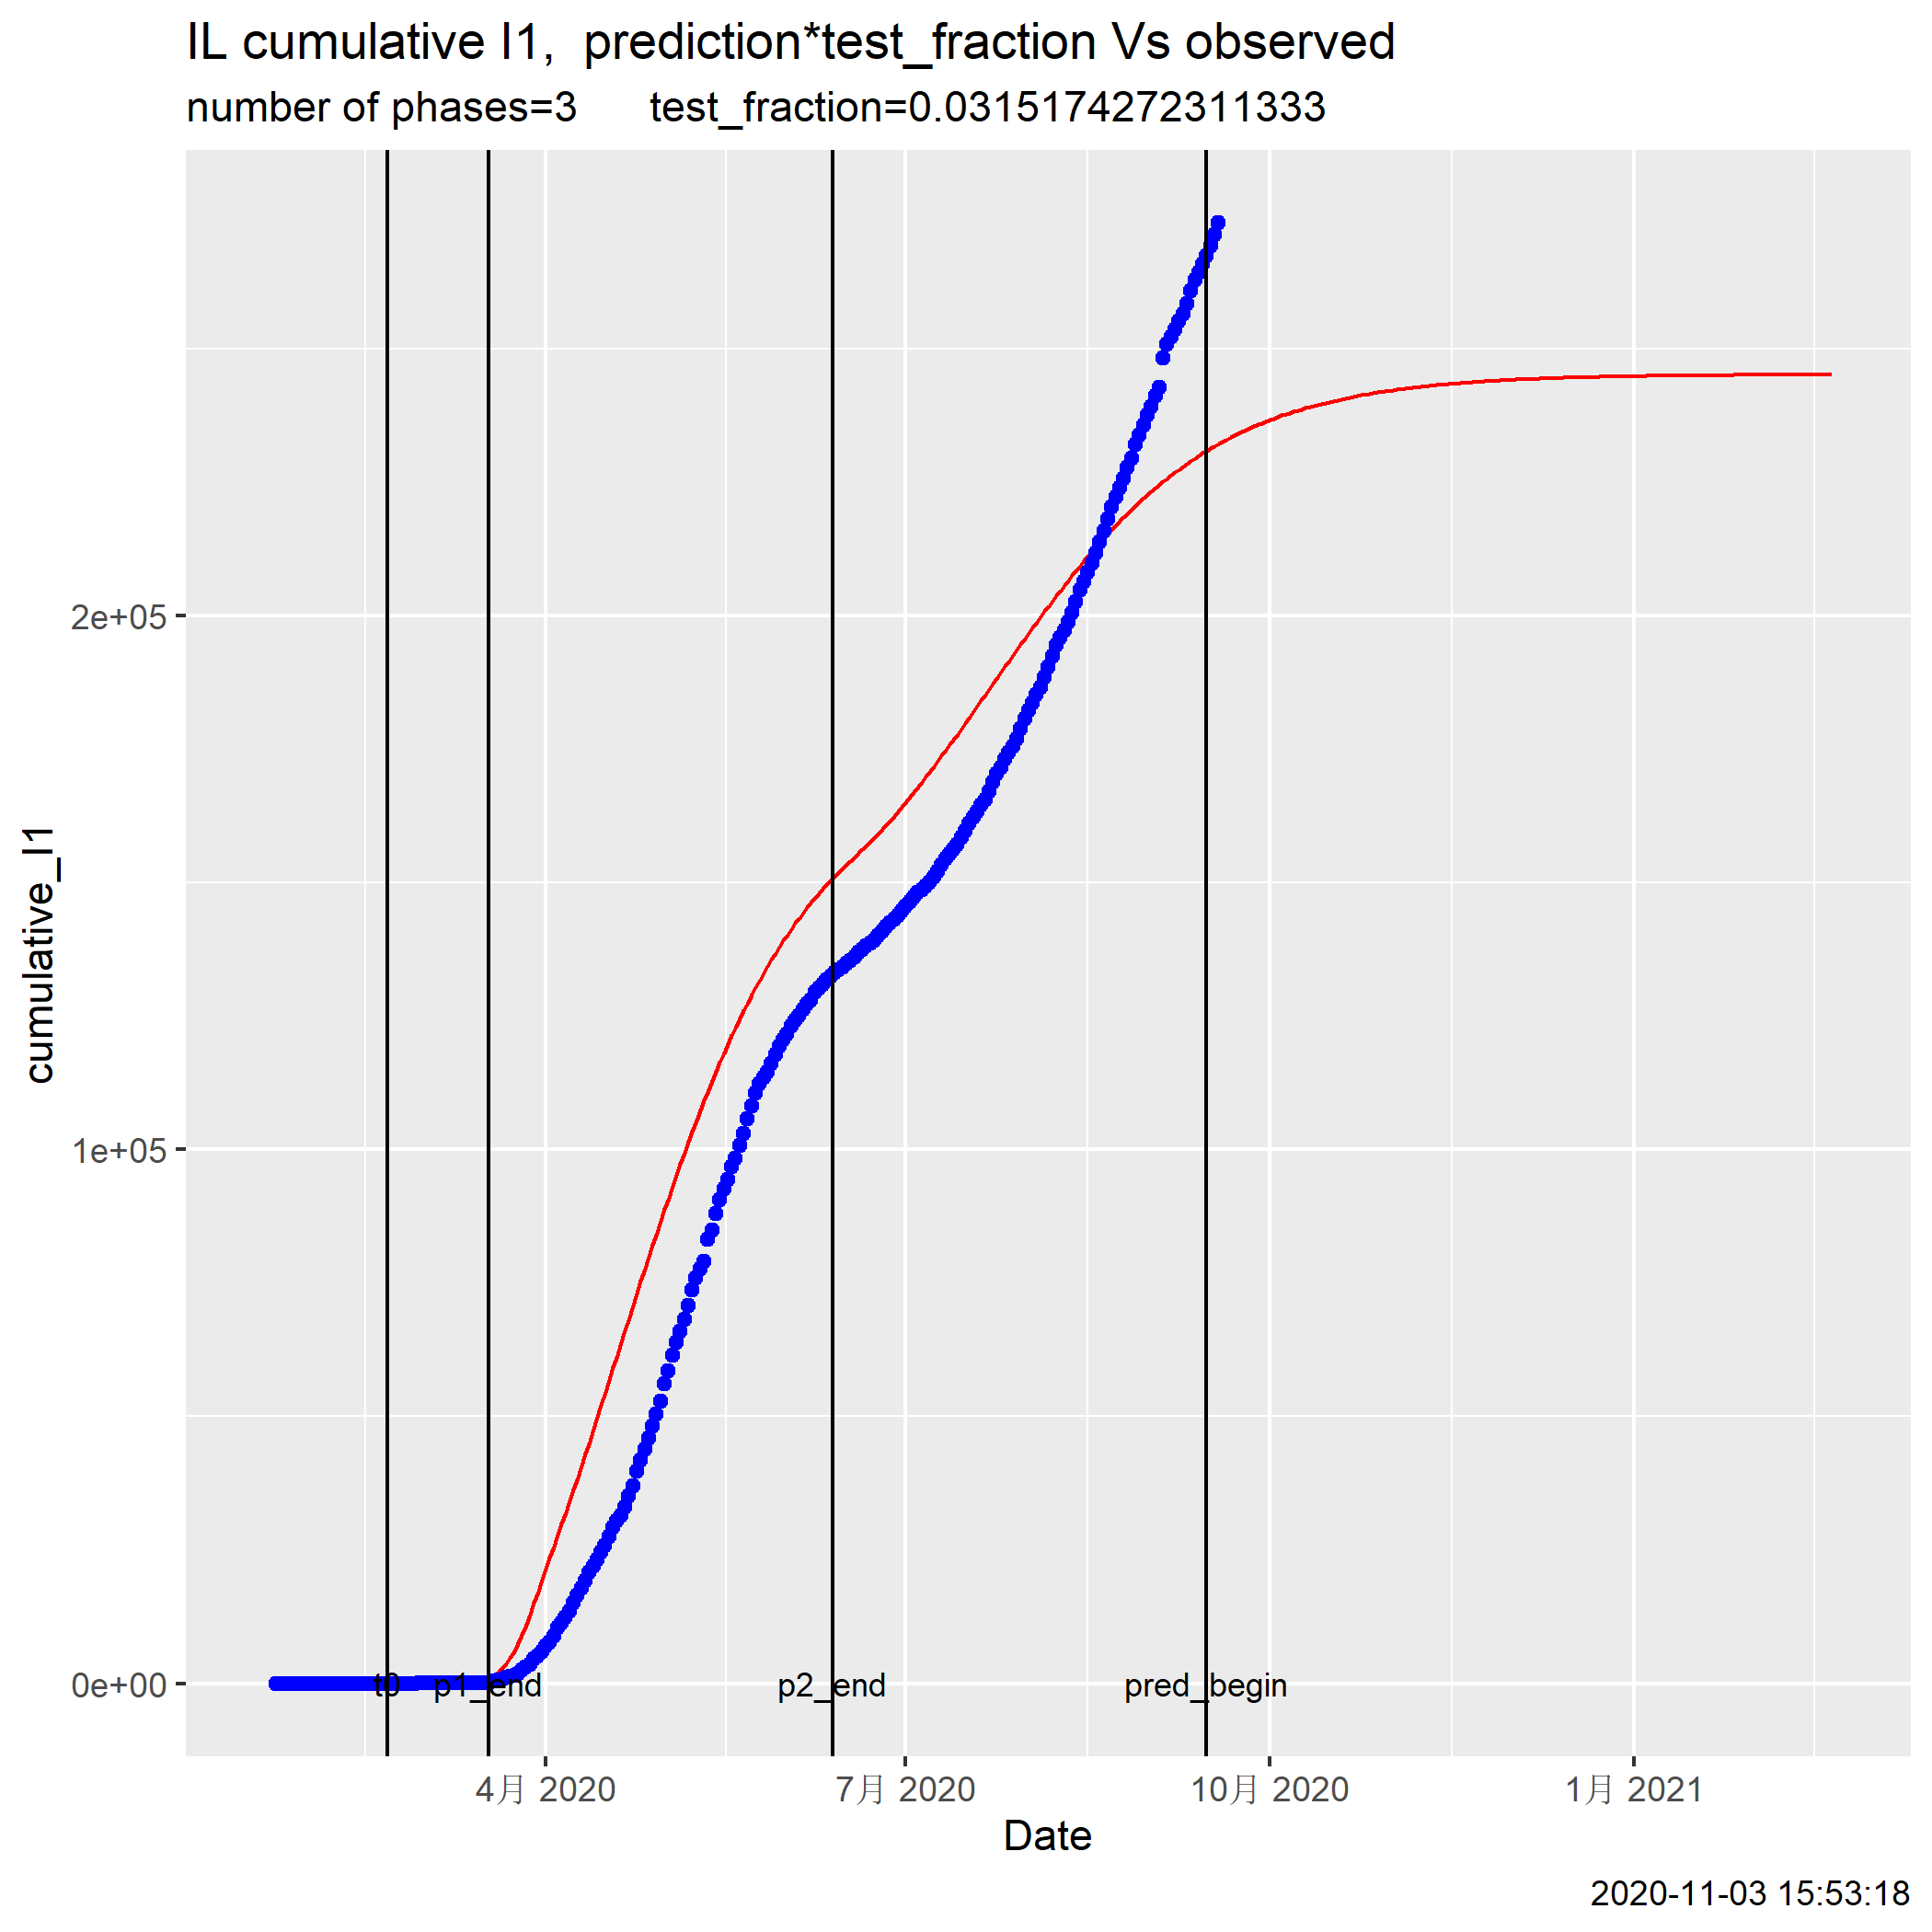 IL cumulative I1,  prediction*test_fraction Vs observed
number of phases=3      test_fraction=0.0315174272311333
cumulative_I1
2e+05
1e+05
0e+00
t0
p1_end
p2_end
pred_begin
4月 2020
7月 2020
10月 2020
1月 2021
Date
2020-11-03 15:53:18